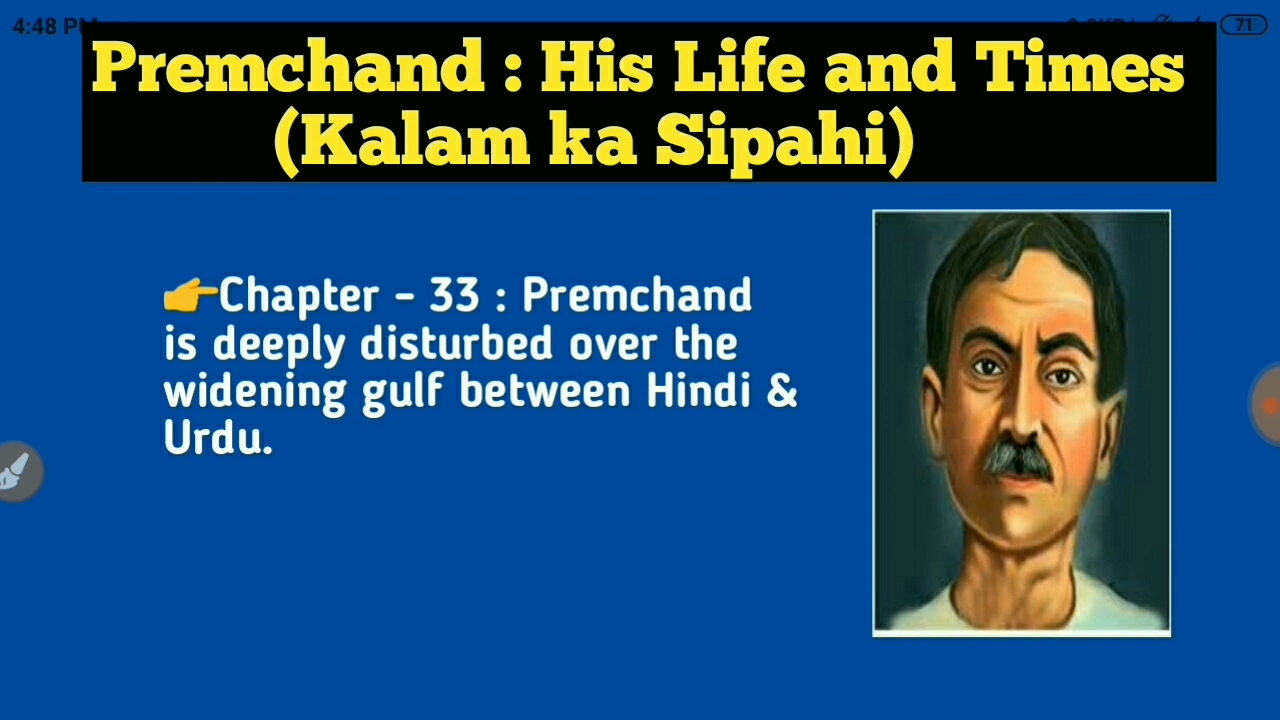 4:48 PM
71
Premchand : His Life and Times
(Kalam ka Sipahi)
👉Chapter – 33 : Premchand
is deeply disturbed over the
widening gulf between Hindi &
Urdu.